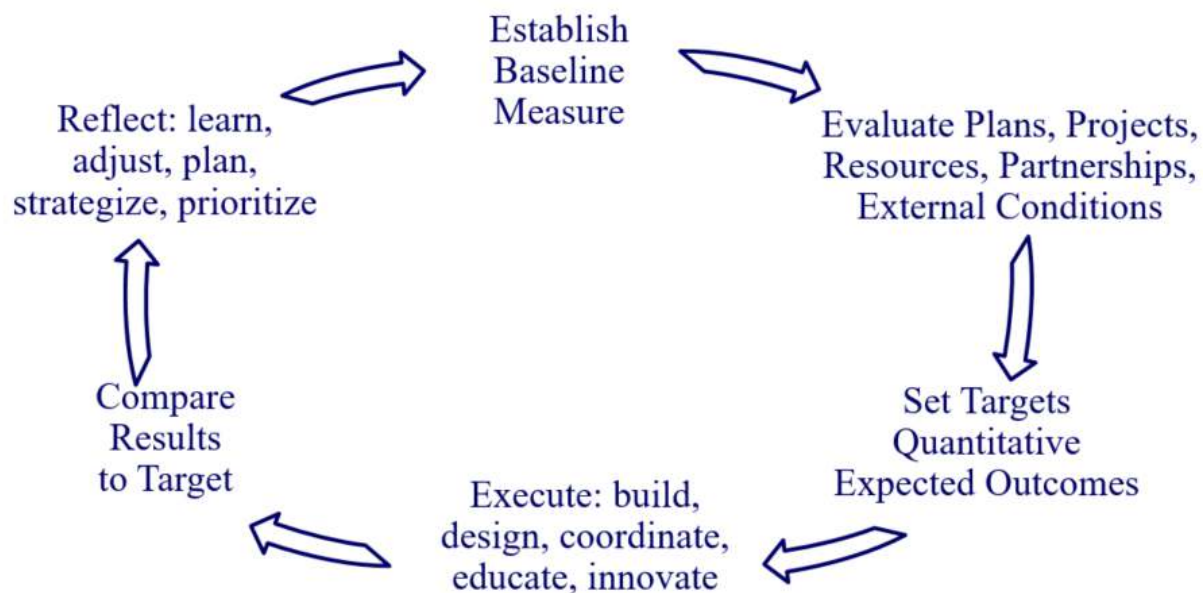 Establish
Baseline
Measure
Evaluate Plans, Projects,
Resources, Partnerships,
External Conditions
Set Targets
Quantitative
Expected Outcomes
Execute: build,
design, coordinate,
educate, innovate
Compare
Results
to Target
Reflect: learn,
adjust, plan,
strategize, prioritize